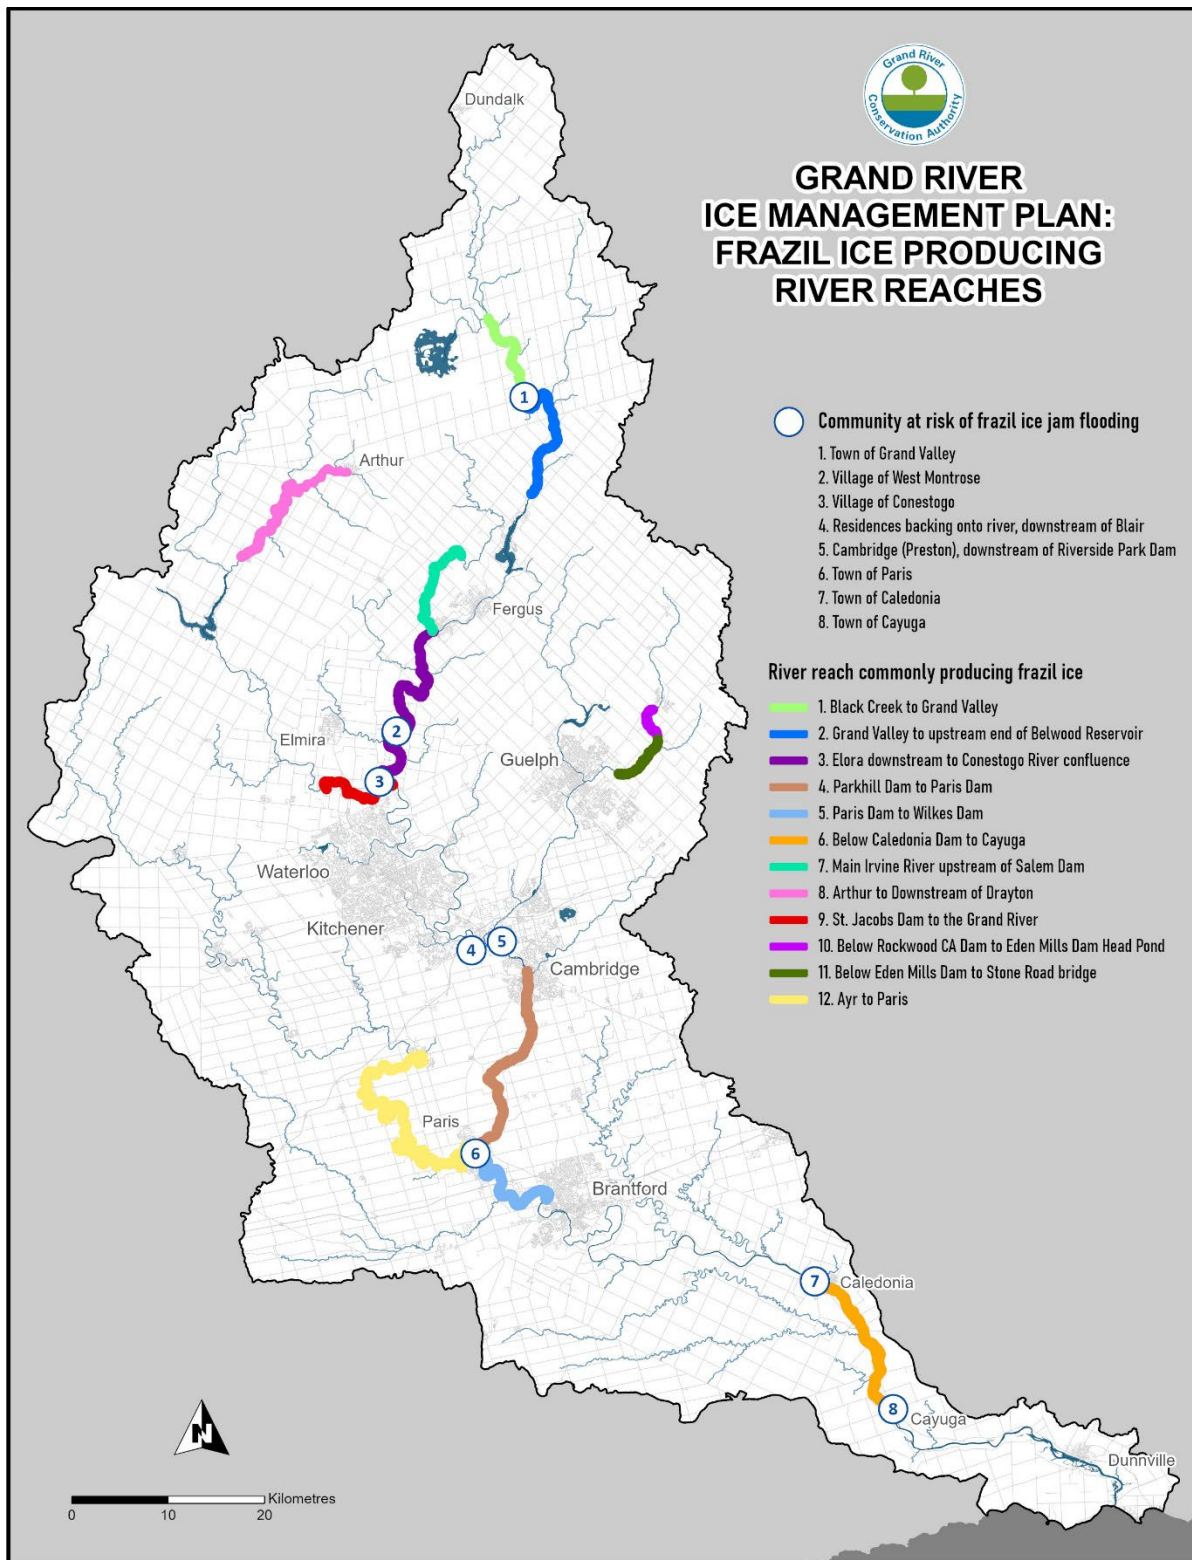 Grand River
Conservation Authority
GRAND RIVER
ICE MANAGEMENT PLAN:
FRAZIL ICE PRODUCING
RIVER REACHES
Community at risk of frazil ice jam flooding
1. Town of Grand Valley
2. Village of West Montrose
3. Village of Conestogo
4. Residences backing onto river, downstream of Blair
5. Cambridge (Preston), downstream of Riverside Park Dam
6. Town of Paris
7. Town of Caledonia
8. Town of Cayuga
River reach commonly producing frazil ice
1. Black Creek to Grand Valley
2. Grand Valley to upstream end of Belwood Reservoir
3. Elora downstream to Conestogo River confluence
4. Parkhill Dam to Paris Dam
5. Paris Dam to Wilkes Dam
6. Below Caledonia Dam to Cayuga
7. Main Irvine River upstream of Salem Dam
8. Arthur to Downstream of Drayton
9. St. Jacobs Dam to the Grand River
10. Below Rockwood CA Dam to Eden Mills Dam Head Pond
11. Below Eden Mills Dam to Stone Road bridge
12. Ayr to Paris
Dundalk
1
Arthur
Fergus
2
Elmira
Guelph
3
Waterloo
Kitchener
4
5
Cambridge
Paris
6
Brantford
7
Caledonia
8
Cayuga
Dunnville
N
Kilometres
0 10 20